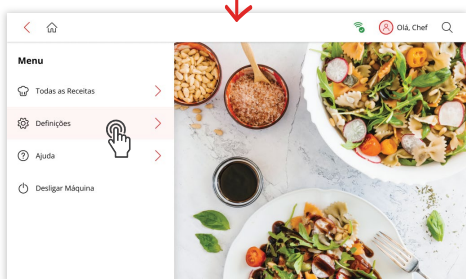 Olá, Chef
Menu
Todas as Receitas
Definições
Ajuda
Desligar Máquina